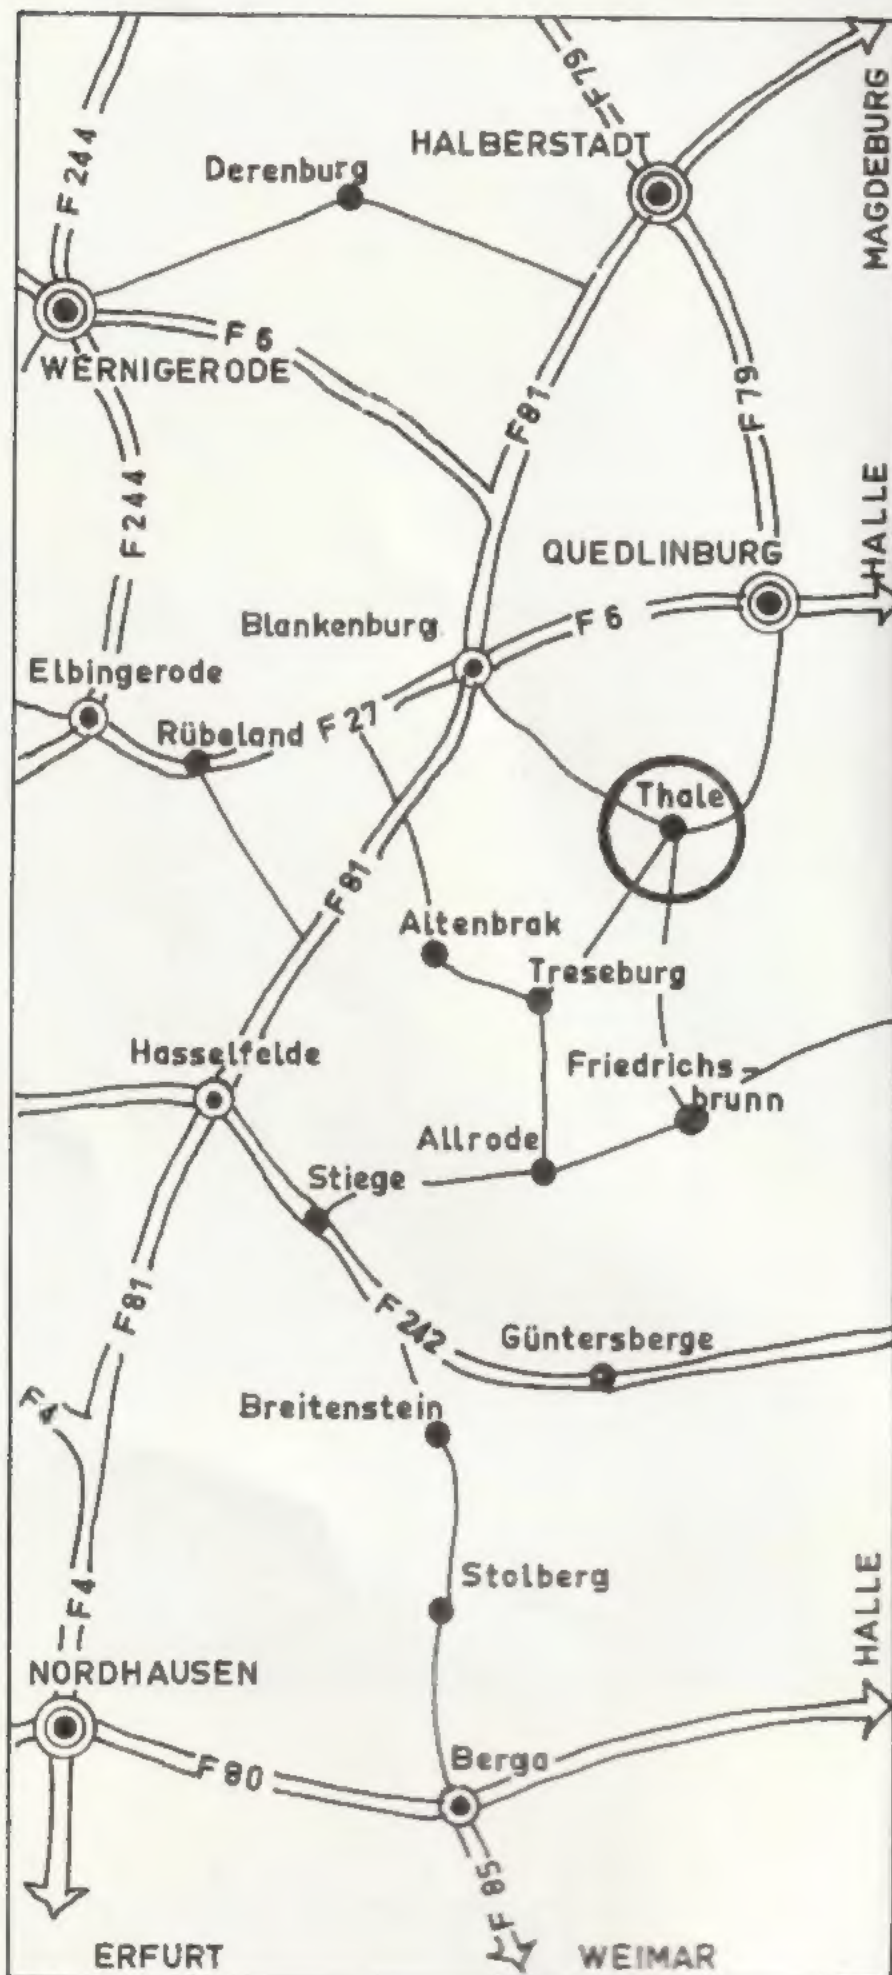 F 79
MAGDEBURG
HALBERSTADT
F 244
Derenburg
F 6
WERNIGERODE
F 81
F 79
F 244
HALLE
QUEDLINBURG
F 6
Blankenburg
Elbingerode
Rübeland
F 27
Thale
F 81
Altenbrak
Treseburg
Hasselfelde
Friedrichs-
brunn
Allrode
Stiege
F 81
F 242
Güntersberge
F4
Breitenstein
Stolberg
F4
HALLE
NORDHAUSEN
Berga
F 80
F 85
ERFURT
WEIMAR